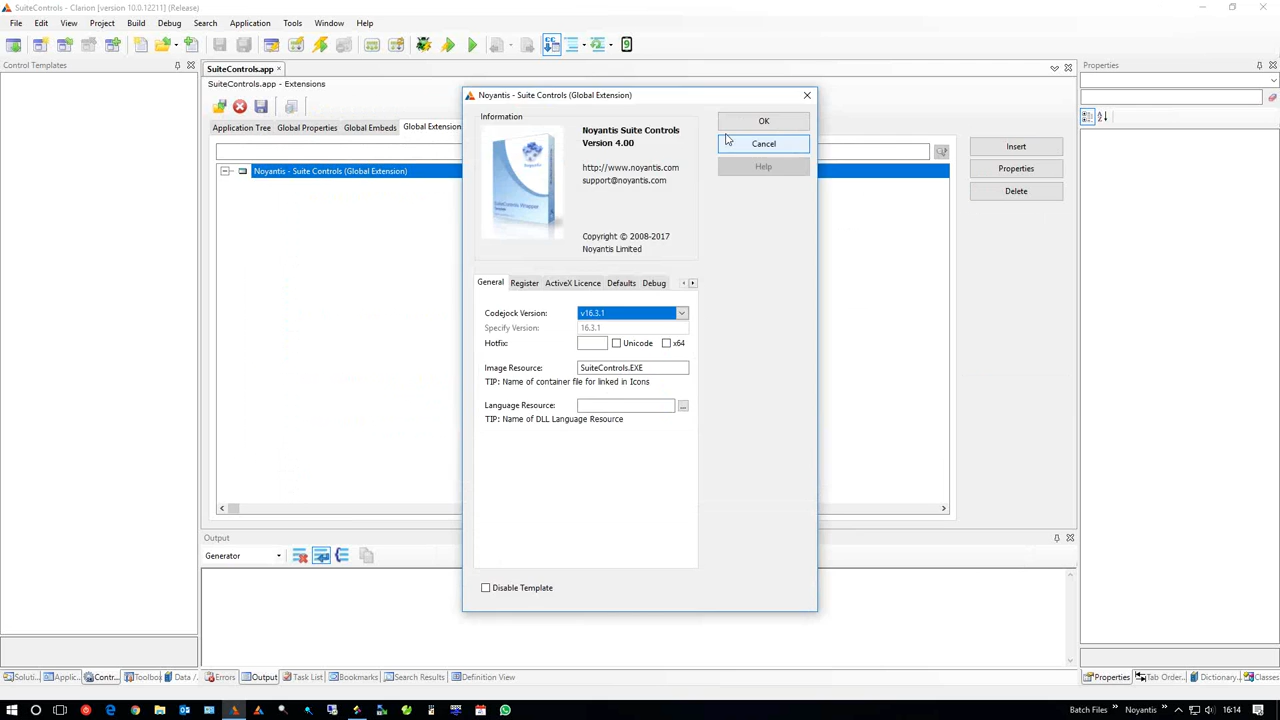 SuiteControls - Clarion [version 10.0.12211] (Release)
File Edit View Project Build Debug Search Application Tools Window Help
Control Templates
SuiteControls.app ×
SuiteControls.app - Extensions
Application Tree Global Properties Global Embeds Global Extension
Noyantis - Suite Controls (Global Extension)
Insert
Properties
Delete
Noyantis - Suite Controls (Global Extension)
Information
Noyantis Suite Controls
Version 4.00
http://www.noyantis.com
support@noyantis.com
Copyright © 2008-2017
Noyantis Limited
OK
Cancel
Help
General Register ActiveX Licence Defaults Debug
Codejock Version: v16.3.1
Specify Version: 16.3.1
Hotfix: Unicode x64
Image Resource: SuiteControls.EXE
TIP: Name of container file for linked in Icons
Language Resource: ...
TIP: Name of DLL Language Resource
Disable Template
Output
Generator
Properties
Soluti... Applic... Contr... Toolbox Data /
Errors Output Task List Bookmarks Search Results Definition View
Properties Tab Order... Dictionary... Classes
Batch Files Noyantis 16:14